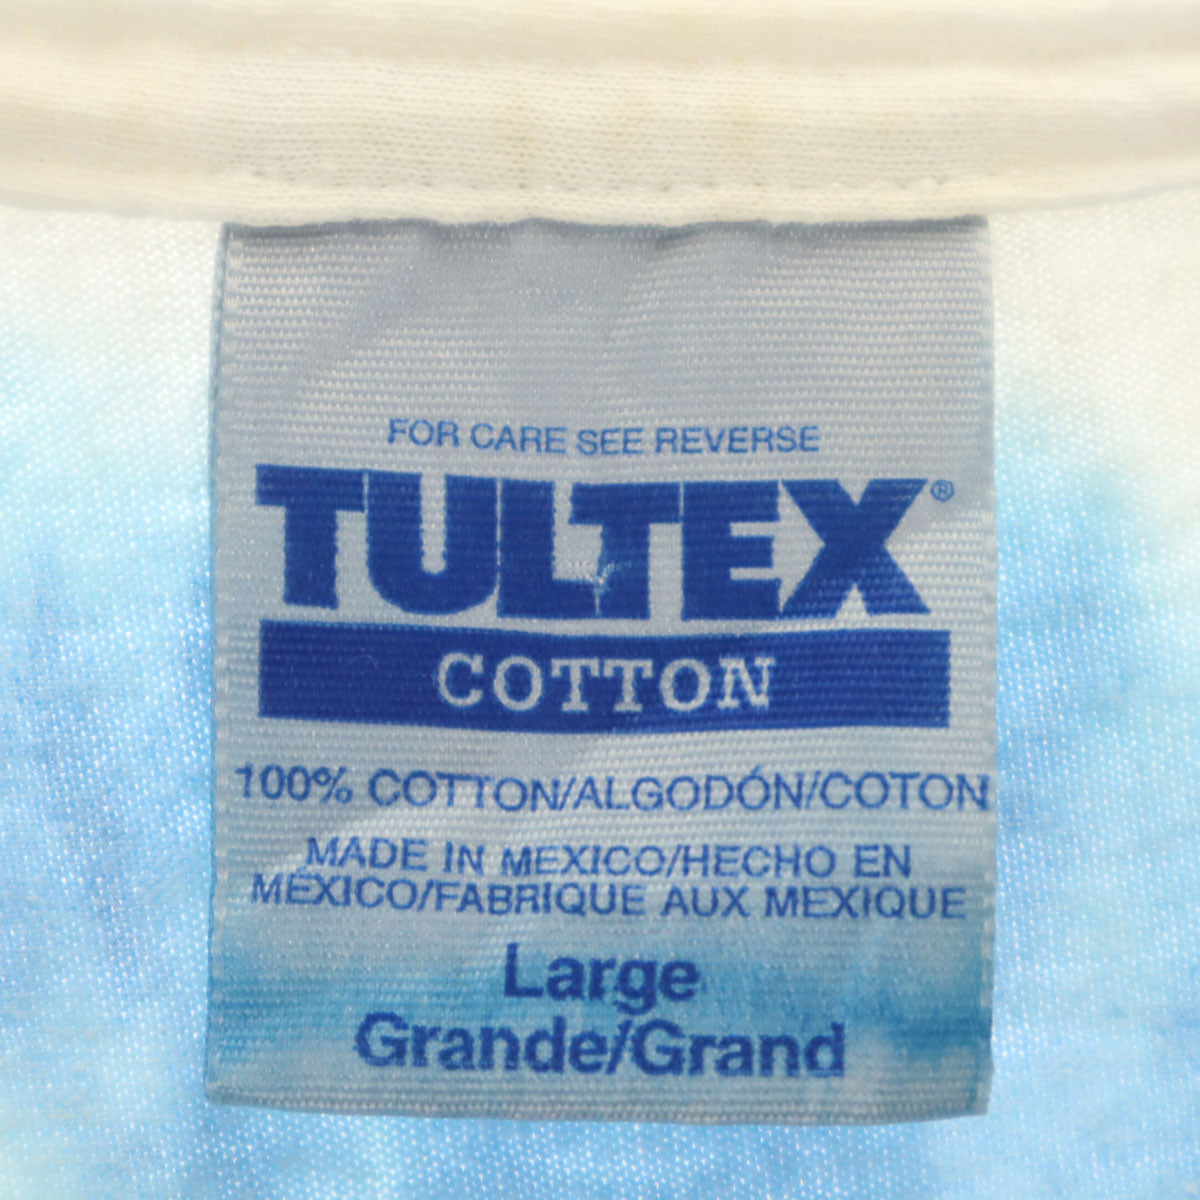 FOR CARE SEE REVERSE
TULTEX®
COTTON
100% COTTON/ALGODÓN/COTON
MADE IN MEXICO/HECHO EN
MÉXICO/FABRIQUE AUX MEXIQUE
Large
Grande/Grand